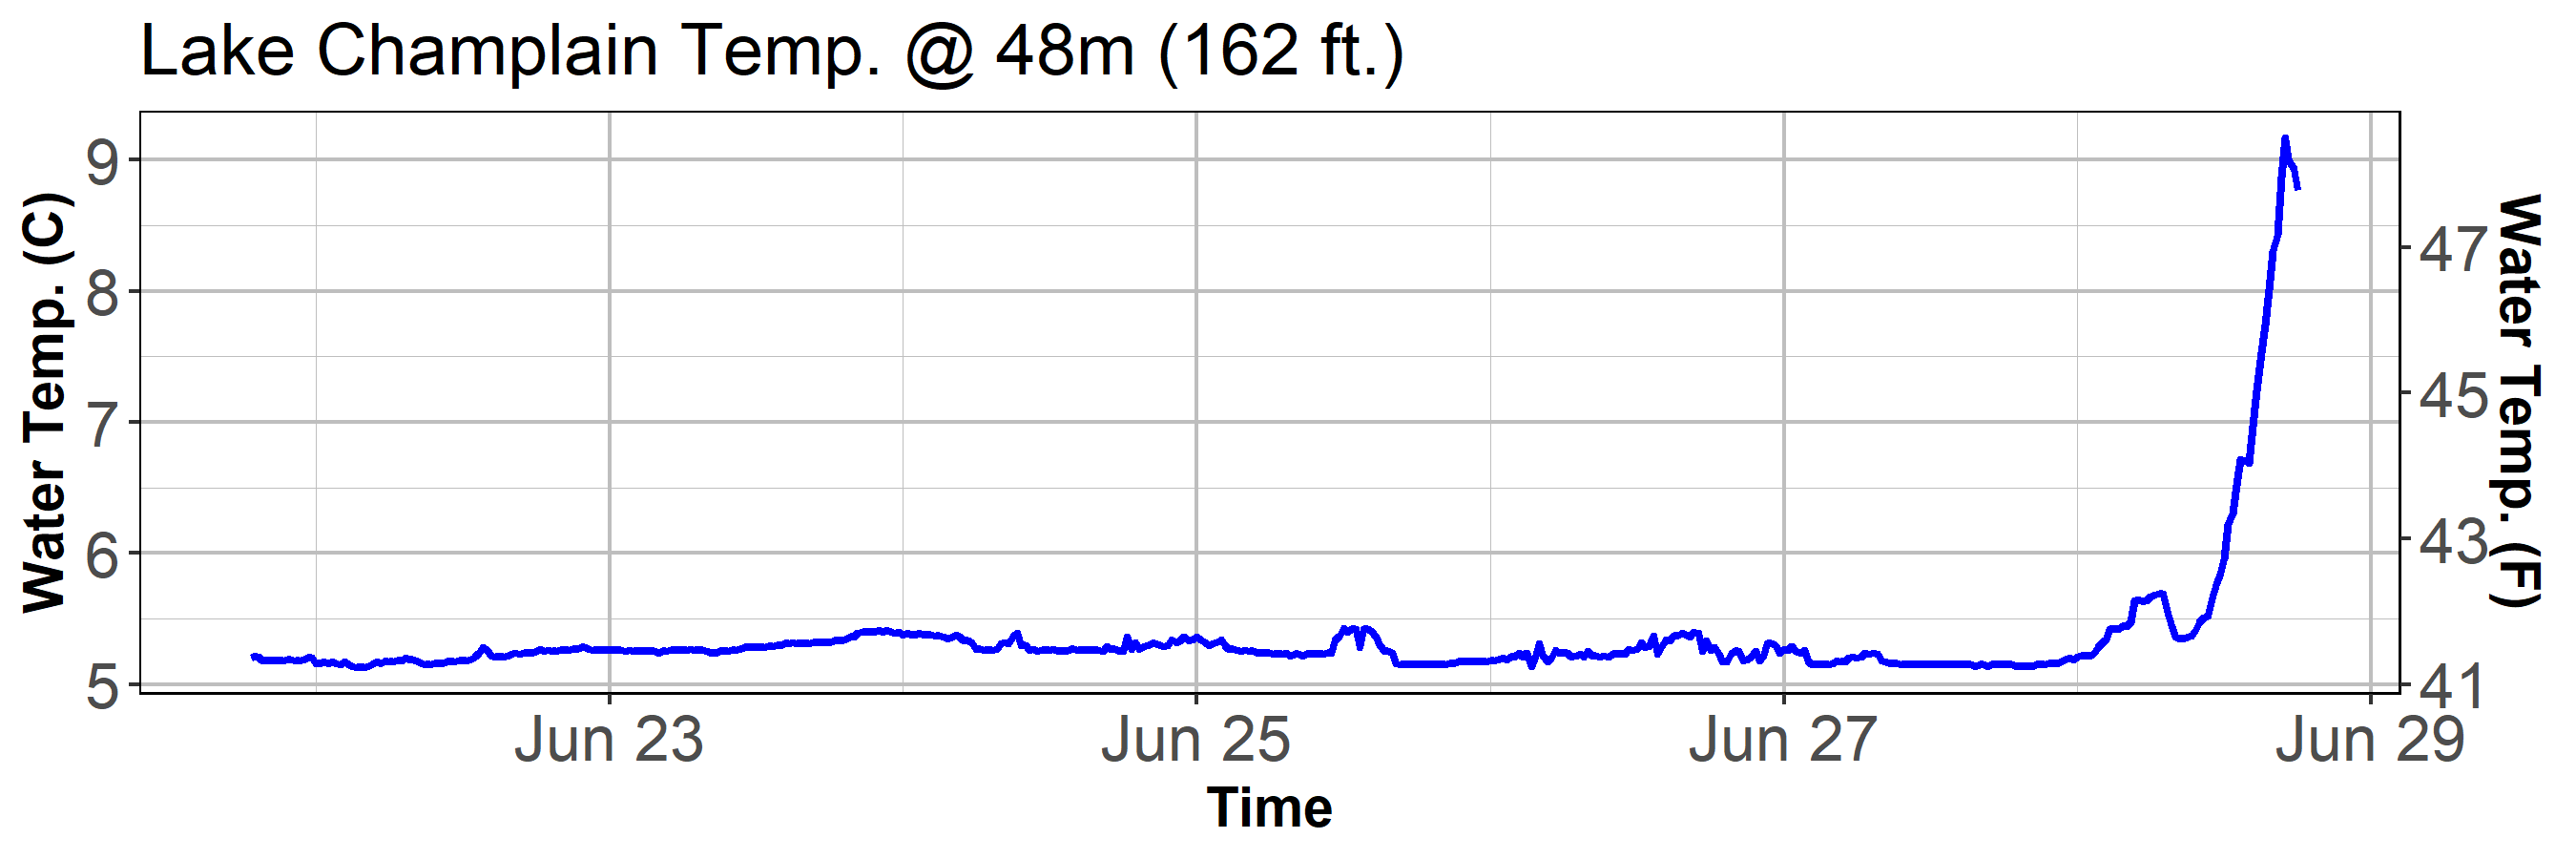 Lake Champlain Temp. @ 48m (162 ft.)
Water Temp. (C)
9
8
7
6
5
47
45
43
41
Water Temp. (F)
Jun 23
Jun 25
Jun 27
Jun 29
Time